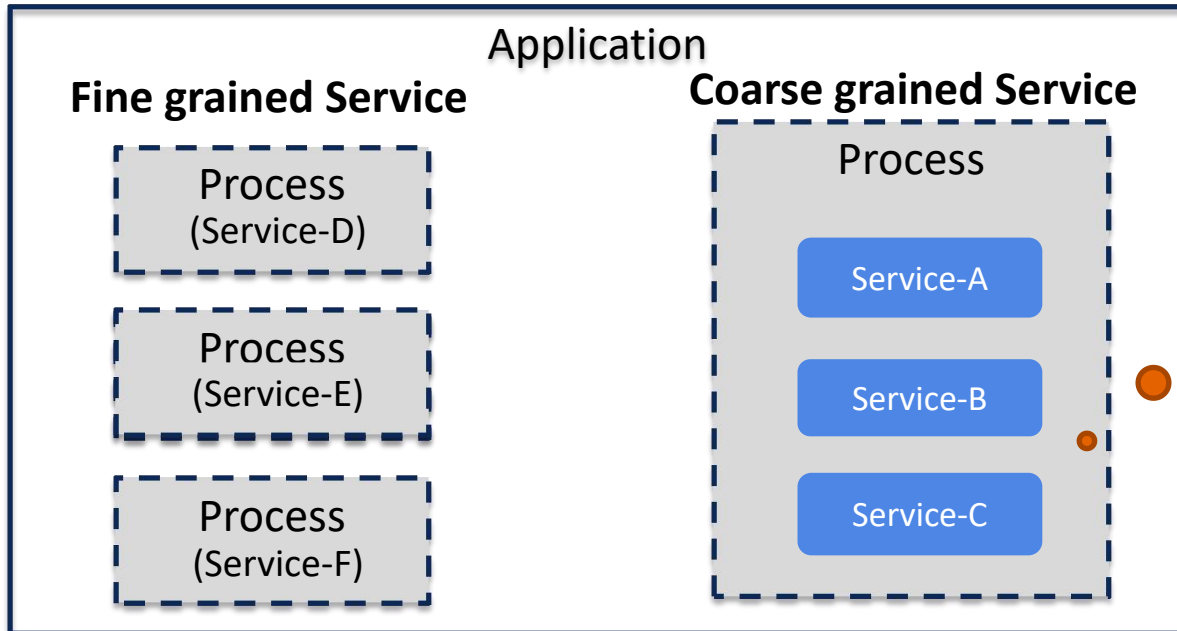 Application
Fine grained Service
Process
(Service-D)
Process
(Service-E)
Process
(Service-F)
Coarse grained Service
Process
Service-A
Service-B
Service-C